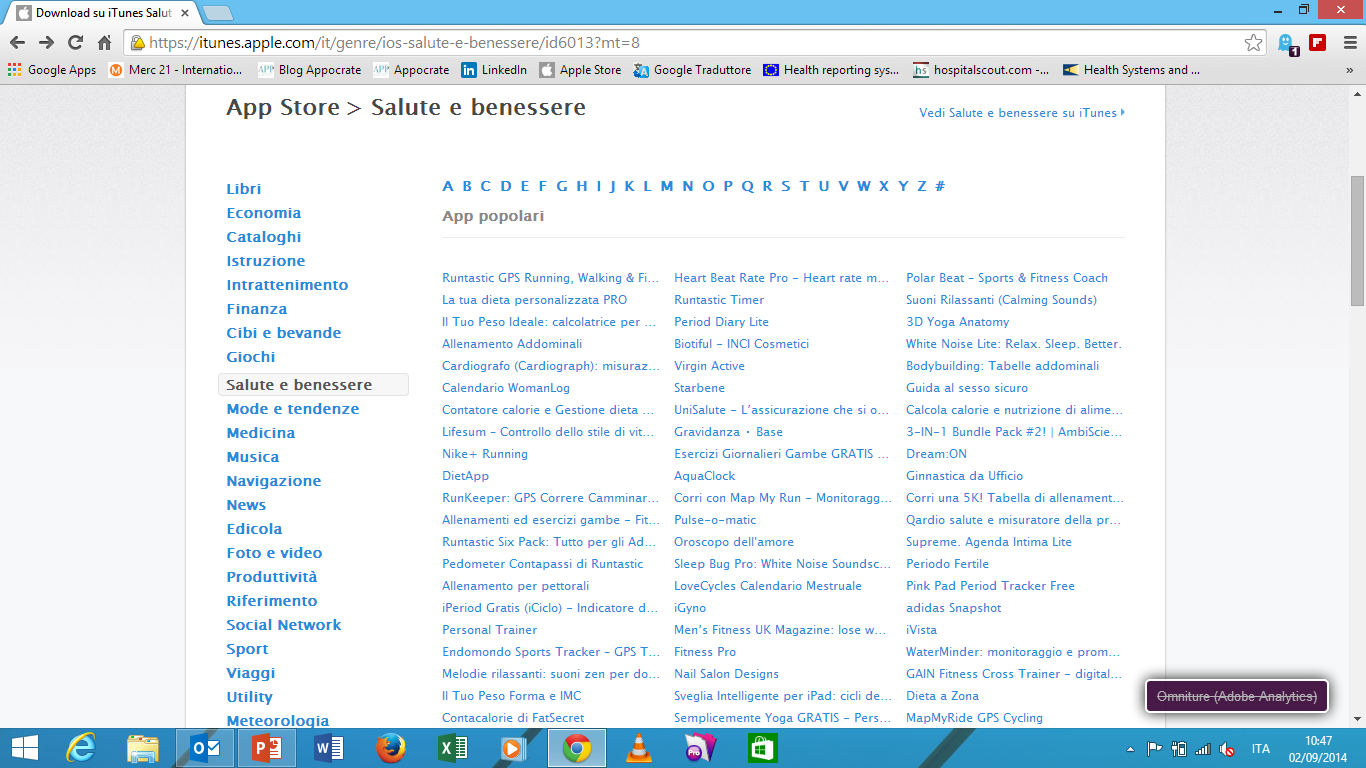 Download su iTunes Salut
https://itunes.apple.com/it/genre/ios-salute-e-benessere/id6013?mt=8
1
Google Apps
Merc 21 - Internatio...
Blog Appocrate
Appocrate
LinkedIn
Apple Store
Google Traduttore
Health reporting sys...
hospitalscout.com -...
Health Systems and ...
»
App Store > Salute e benessere
Vedi Salute e benessere su iTunes
Libri
Economia
Cataloghi
Istruzione
Intrattenimento
Finanza
Cibi e bevande
Giochi
Salute e benessere
Mode e tendenze
Medicina
Musica
Navigazione
News
Edicola
Foto e video
Produttività
Riferimento
Social Network
Sport
Viaggi
Utility
Meteorologia
A B C D E F G H I J K L M N O P Q R S T U V W X Y Z #
App popolari
Runtastic GPS Running, Walking & Fi...
La tua dieta personalizzata PRO
Il Tuo Peso Ideale: calcolatrice per ...
Allenamento Addominali
Cardiografo (Cardiograph): misuraz...
Calendario WomanLog
Contatore calorie e Gestione dieta ...
Lifesum – Controllo dello stile di vit...
Nike+ Running
DietApp
RunKeeper: GPS Correre Camminar...
Allenamenti ed esercizi gambe – Fit...
Runtastic Six Pack: Tutto per gli Ad...
Pedometer Contapassi di Runtastic
Allenamento per pettorali
iPeriod Gratis (iCiclo) – Indicatore d...
Personal Trainer
Endomondo Sports Tracker – GPS T...
Melodie rilassanti: suoni zen per do...
Il Tuo Peso Forma e IMC
Contacalorie di FatSecret
Heart Beat Rate Pro – Heart rate m...
Runtastic Timer
Period Diary Lite
Biotiful – INCI Cosmetici
Virgin Active
Starbene
UniSalute – L'assicurazione che si o...
Gravidanza · Base
Esercizi Giornalieri Gambe GRATIS ...
AquaClock
Corri con Map My Run – Monitoragg...
Pulse-o-matic
Oroscopo dell'amore
Sleep Bug Pro: White Noise Soundsc...
LoveCycles Calendario Mestruale
iGyno
Men's Fitness UK Magazine: lose w...
Fitness Pro
Nail Salon Designs
Sveglia Intelligente per iPad: cicli de...
Semplicemente Yoga GRATIS – Pers...
Polar Beat – Sports & Fitness Coach
Suoni Rilassanti (Calming Sounds)
3D Yoga Anatomy
White Noise Lite: Relax. Sleep. Better.
Bodybuilding: Tabelle addominali
Guida al sesso sicuro
Calcola calorie e nutrizione di alime...
3-IN-1 Bundle Pack #2! | AmbiScie...
Dream:ON
Ginnastica da Ufficio
Corri una 5K! Tabella di allenament...
Qardio salute e misuratore della pr...
Supreme. Agenda Intima Lite
Periodo Fertile
Pink Pad Period Tracker Free
adidas Snapshot
iVista
WaterMinder: monitoraggio e prom...
GAIN Fitness Cross Trainer – digital...
Dieta a Zona
MapMyRide GPS Cycling
Omniture (Adobe Analytics)
ITA
10:47
02/09/2014